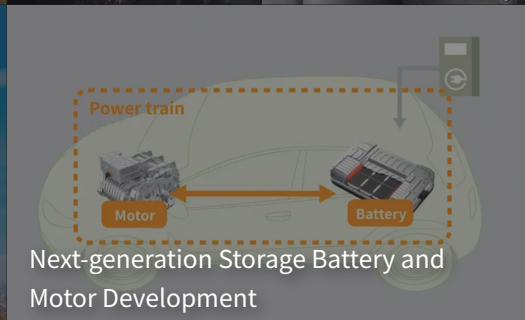 Power train
Motor
Battery
Next-generation Storage Battery and
Motor Development